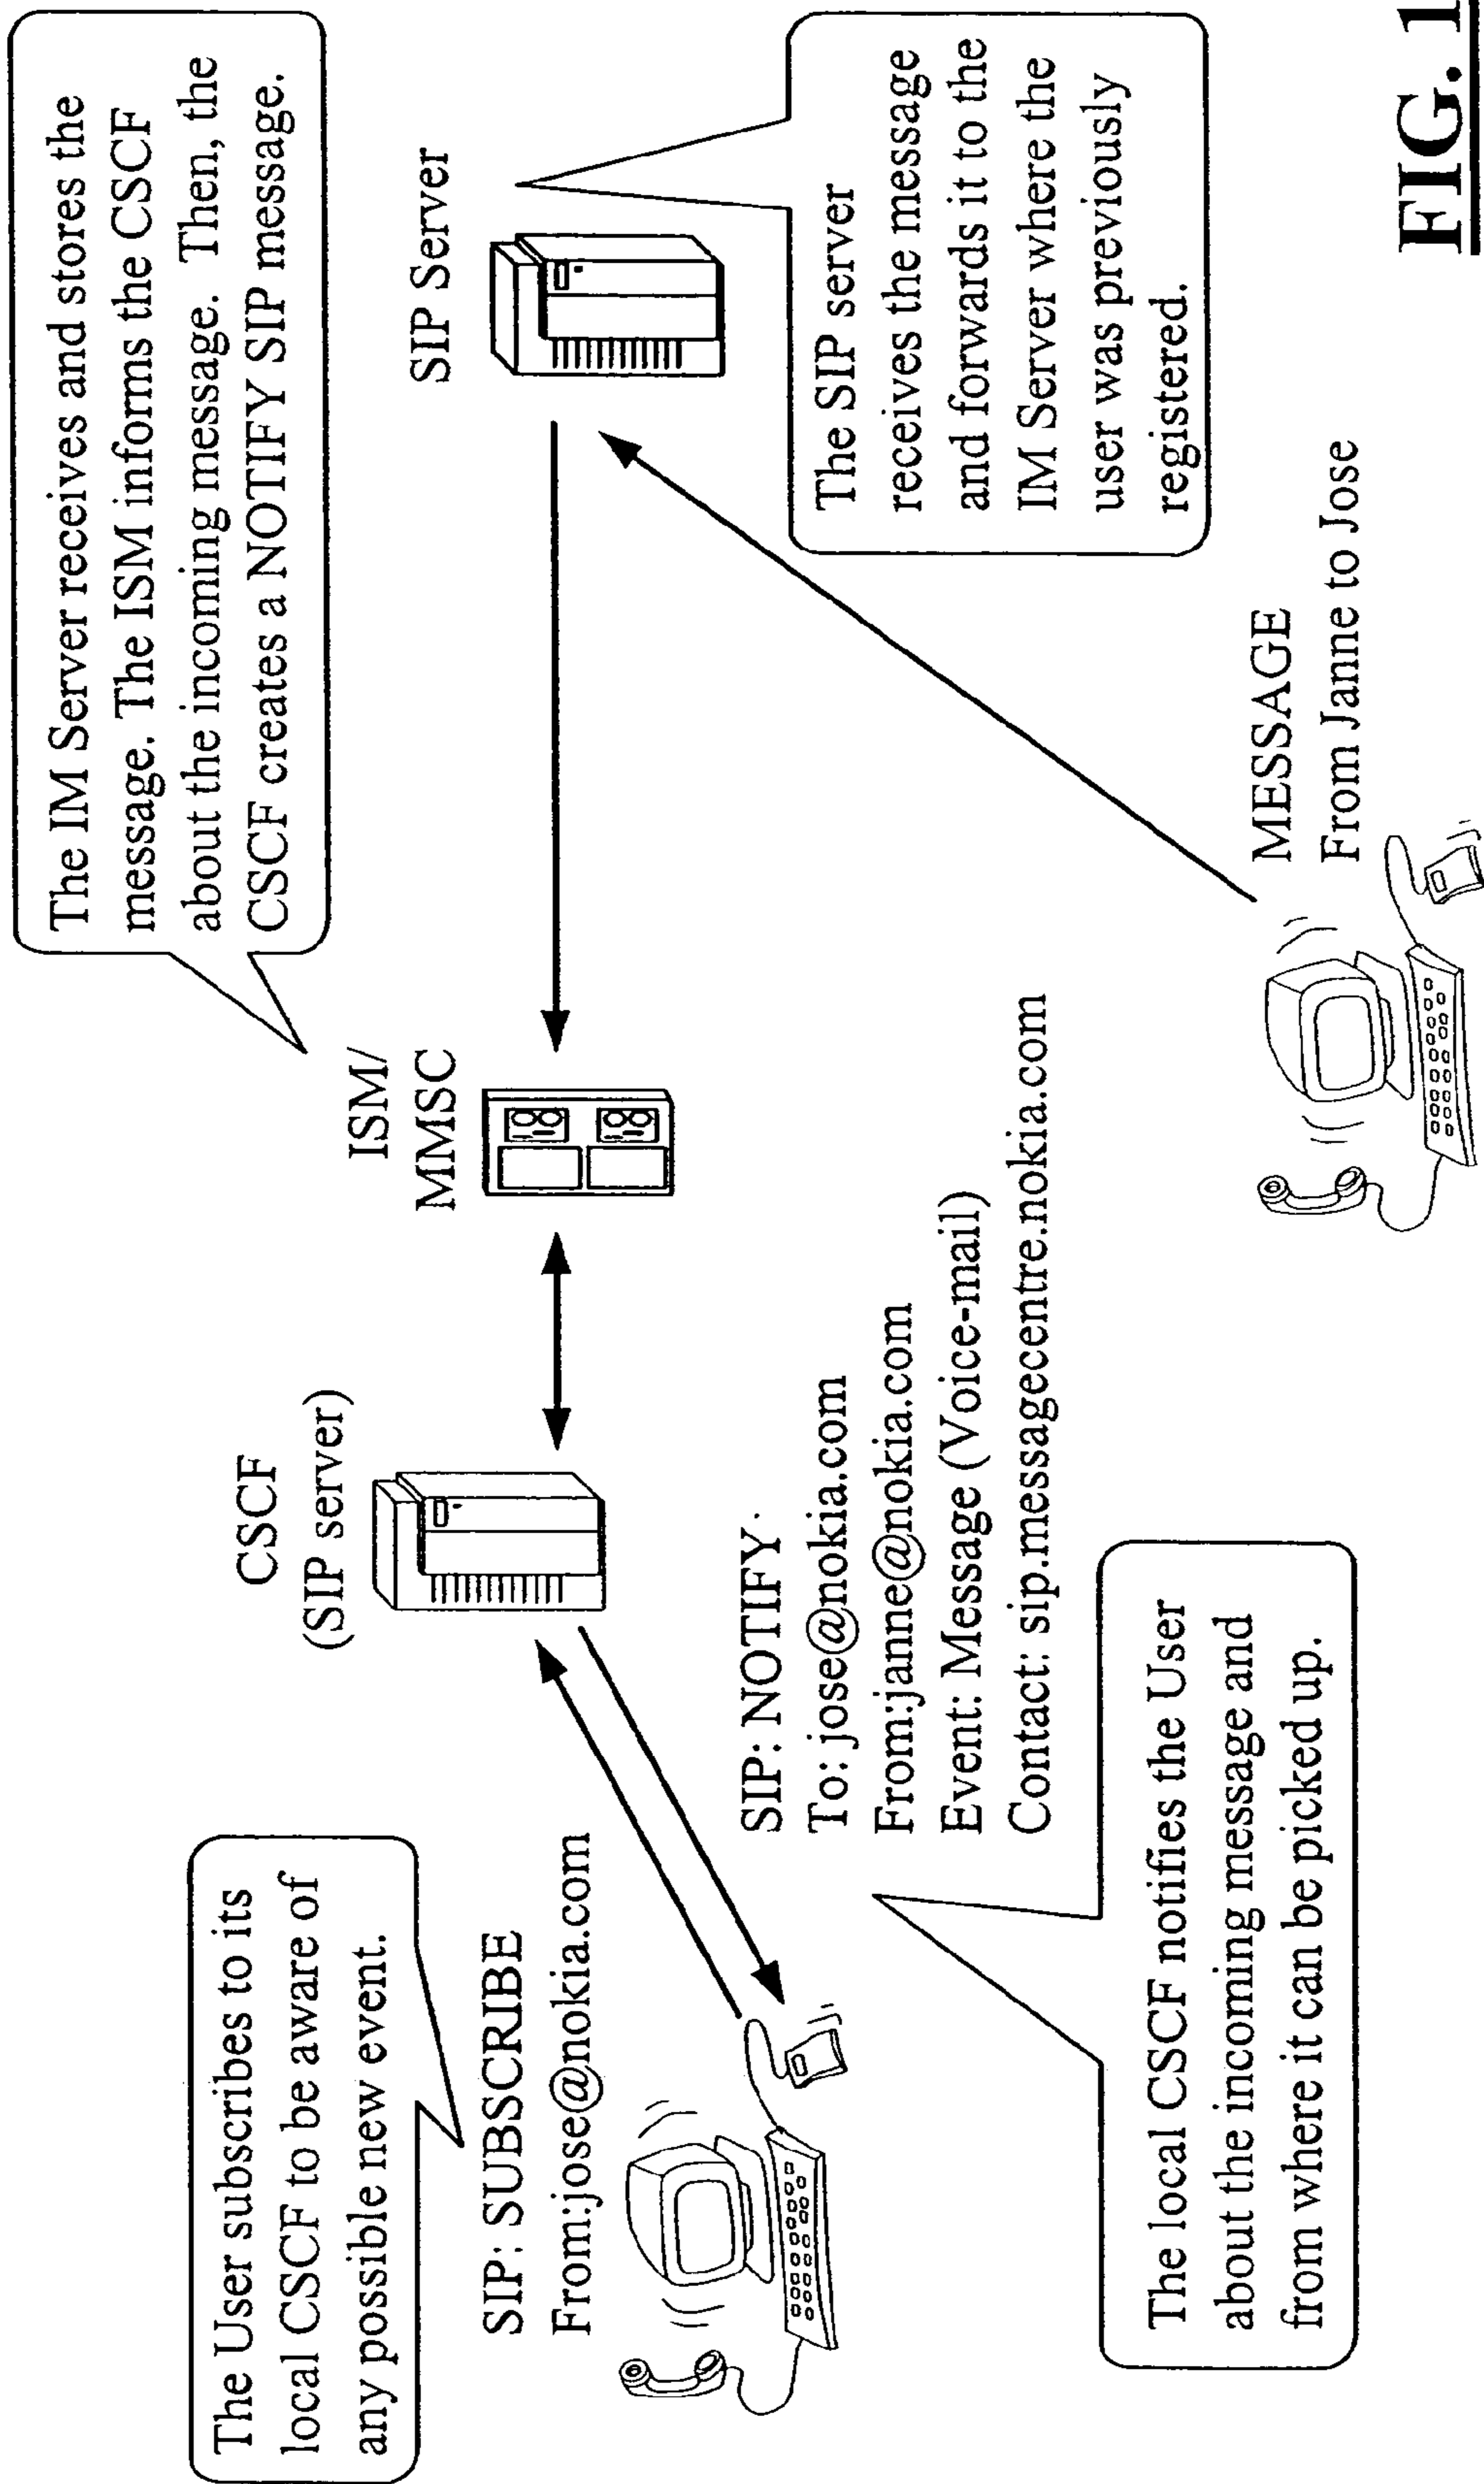 The User subscribes to its
local CSCF to be aware of
any possible new event.
SIP: SUBSCRIBE
From:jose@nokia.com
CSCF
(SIP server)
ISM/
MMSC
The IM Server receives and stores the
message. The ISM informs the CSCF
about the incoming message. Then, the
CSCF creates a NOTIFY SIP message.
SIP Server
The SIP server
receives the message
and forwards it to the
IM Server where the
user was previously
registered.
SIP: NOTIFY
To: jose@nokia.com
From:janne@nokia.com
Event: Message (Voice-mail)
Contact: sip.messagecentre.nokia.com
The local CSCF notifies the User
about the incoming message and
from where it can be picked up.
MESSAGE
From Janne to Jose
FIG. 1